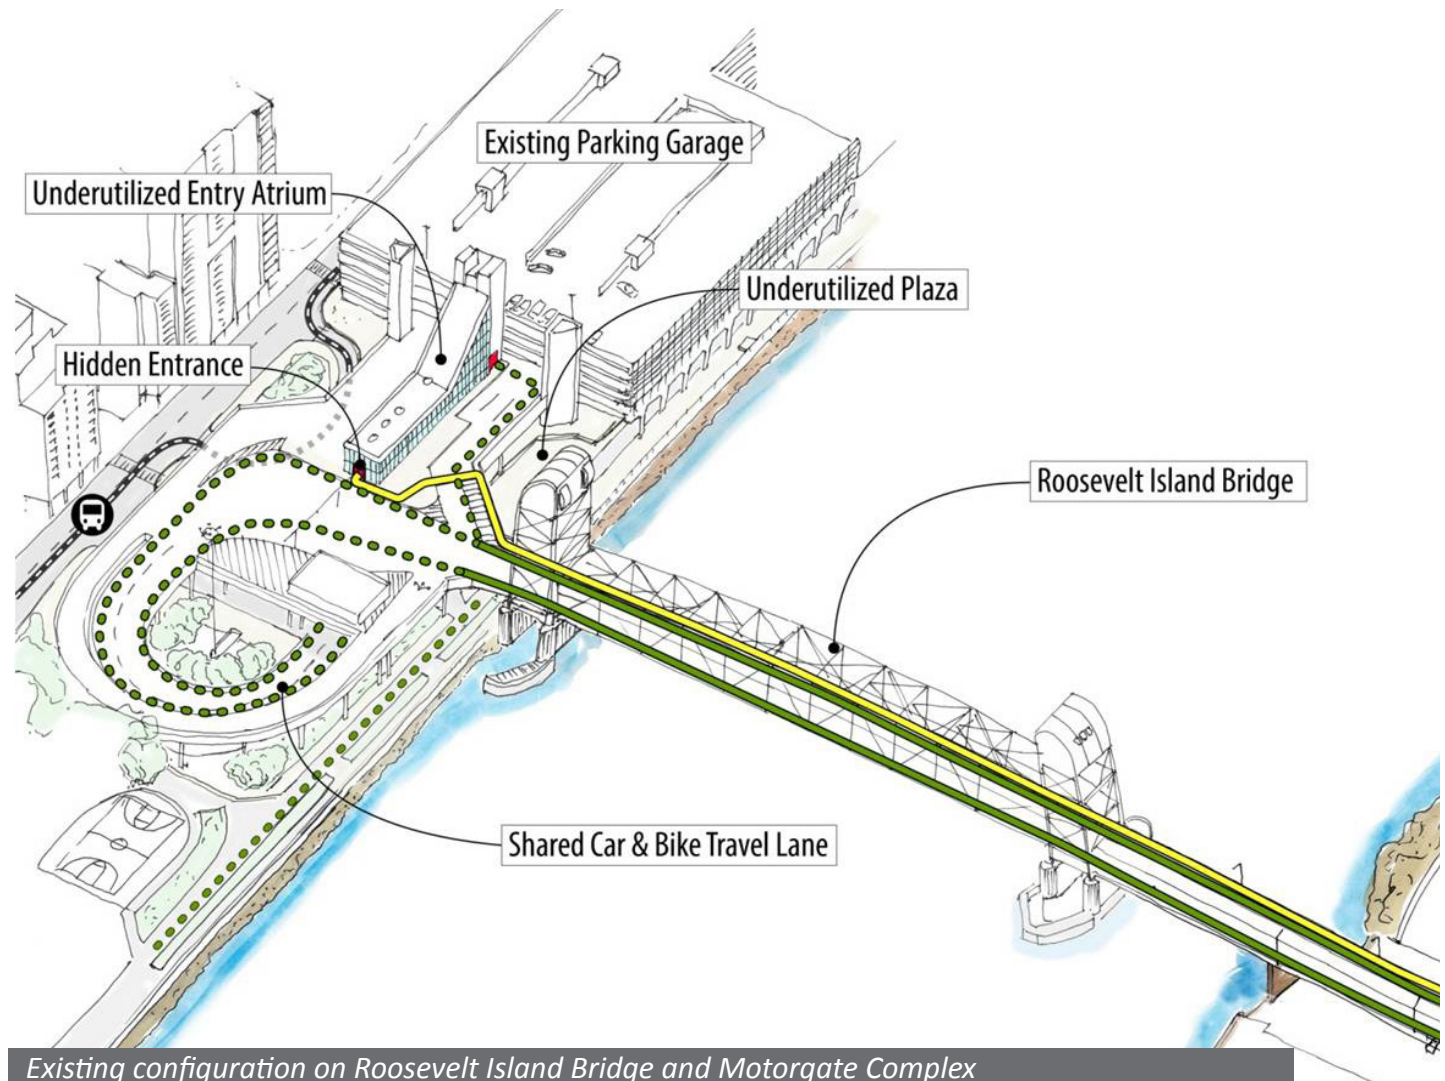 Existing Parking Garage
Underutilized Entry Atrium
Underutilized Plaza
Hidden Entrance
Roosevelt Island Bridge
Shared Car & Bike Travel Lane
Existing configuration on Roosevelt Island Bridge and Motorgate Complex